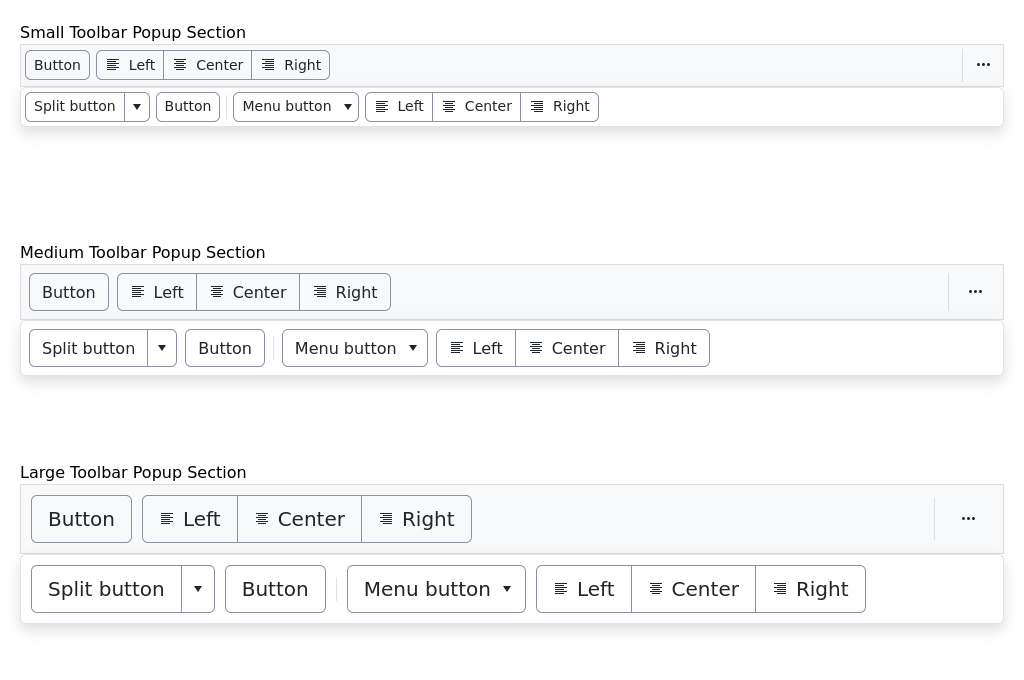 Small Toolbar Popup Section
Button Left Center Right
Split button Button Menu button Left Center Right
Medium Toolbar Popup Section
Button Left Center Right
Split button Button Menu button Left Center Right
Large Toolbar Popup Section
Button Left Center Right
Split button Button Menu button Left Center Right